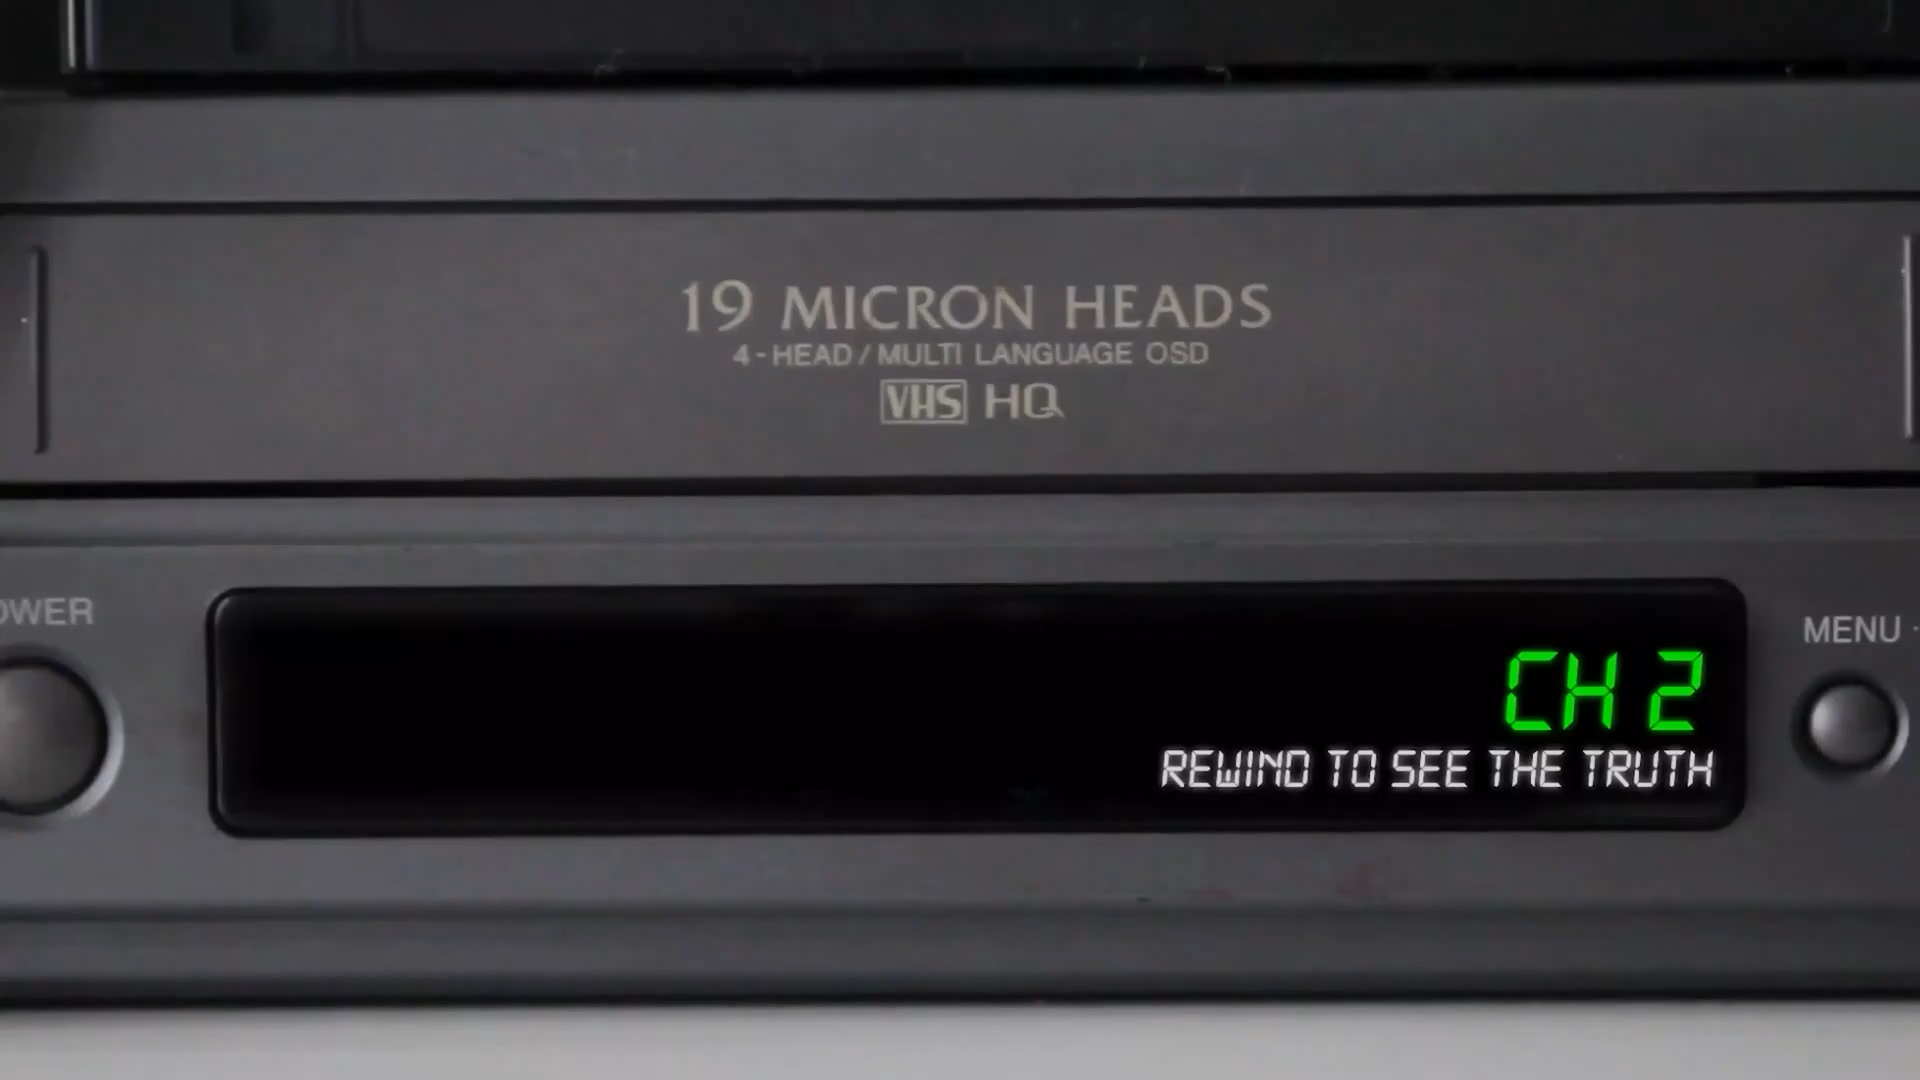 19 MICRON HEADS
4-HEAD/MULTI LANGUAGE OSD
VHS HQ
OWER
MENU
CH 2
REWIND TO SEE THE TRUTH